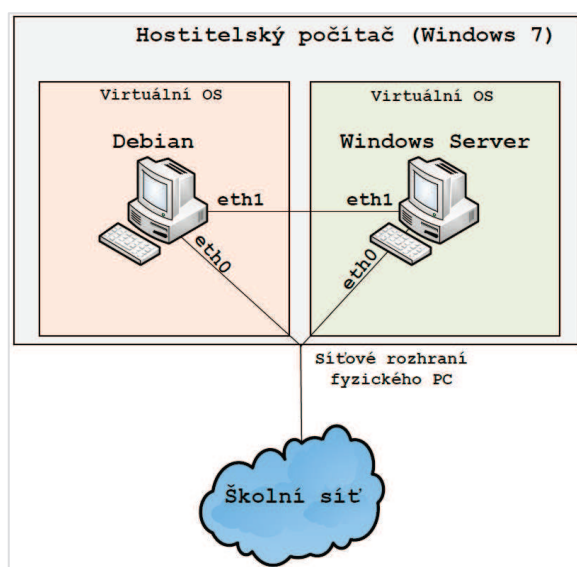 Hostitelský počítač (Windows 7)
Virtuální OS
Debian
eth1
eth0
Virtuální OS
Windows Server
eth1
eth0
Síťové rozhraní
fyzického PC
Školní síť